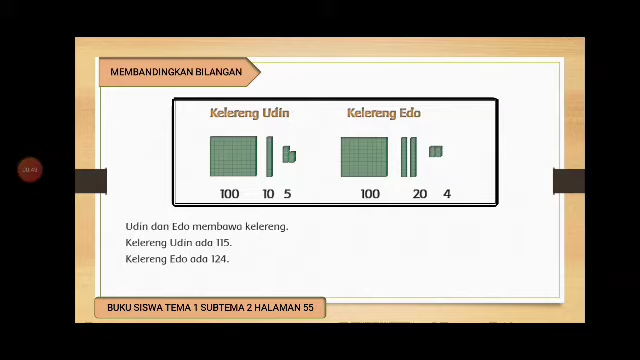 MEMBANDINGKAN BILANGAN
Kelereng Udin Kelereng Edo
100 10 5 100 20 4
Udin dan Edo membawa kelereng.
Kelereng Udin ada 115.
Kelereng Edo ada 124.
BUKU SISWA TEMA 1 SUBTEMA 2 HALAMAN 55